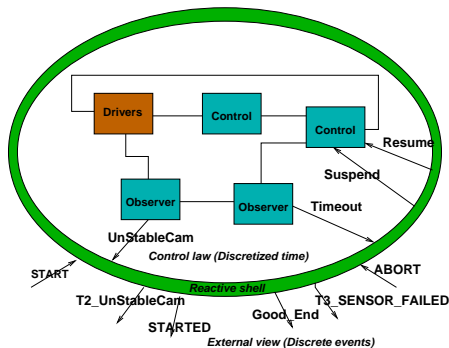 Drivers
Control
Control
Resume
Suspend
Observer
Observer
Timeout
UnStableCam
Control law (Discretized time)
START
ABORT
Reactive shell
T2_UnStableCam
T3_SENSOR_FAILED
Good_End
STARTED
External view (Discrete events)